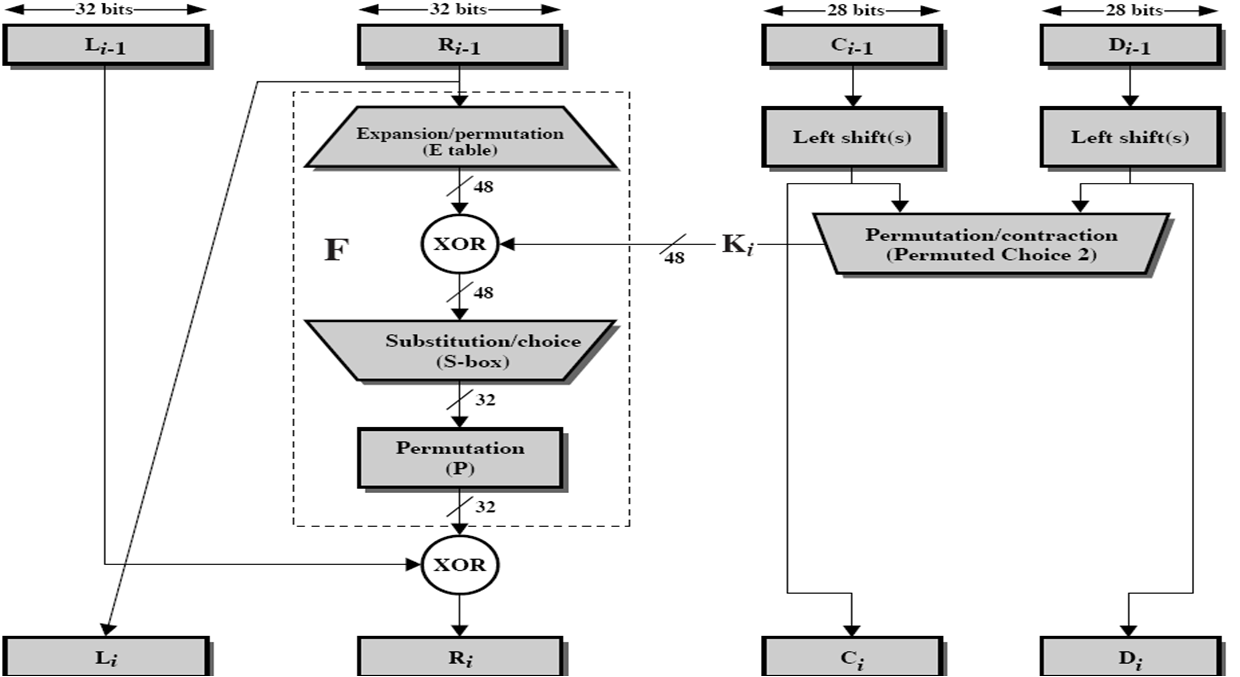 32 bits
32 bits
28 bits
28 bits
Li-1
Ri-1
Ci-1
Di-1
Expansion/permutation
(E table)
Left shift(s)
Left shift(s)
48
F
XOR
48
Ki
Permutation/contraction
(Permuted Choice 2)
48
Substitution/choice
(S-box)
32
Permutation
(P)
32
XOR
Li
Ri
Ci
Di